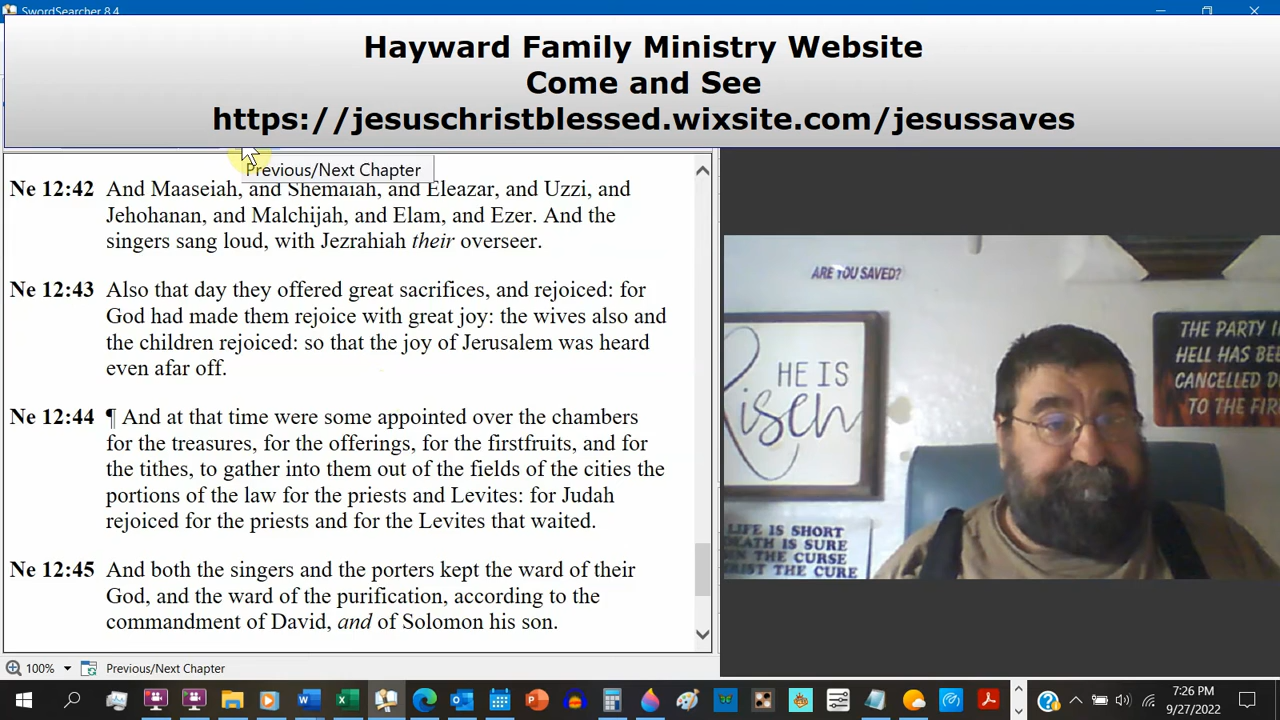 SwordSearcher 8.4
Hayward Family Ministry Website
Come and See
https://jesuschristblessed.wixsite.com/jesussaves
Previous/Next Chapter
Ne 12:42 And Maaseiah, and Shemaiah, and Eleazar, and Uzzi, and
Jehohanan, and Malchijah, and Elam, and Ezer. And the
singers sang loud, with Jezrahiah their overseer.
Ne 12:43 Also that day they offered great sacrifices, and rejoiced: for
God had made them rejoice with great joy: the wives also and
the children rejoiced: so that the joy of Jerusalem was heard
even afar off.
Ne 12:44 ¶ And at that time were some appointed over the chambers
for the treasures, for the offerings, for the firstfruits, and for
the tithes, to gather into them out of the fields of the cities the
portions of the law for the priests and Levites: for Judah
rejoiced for the priests and for the Levites that waited.
Ne 12:45 And both the singers and the porters kept the ward of their
God, and the ward of the purification, according to the
commandment of David, and of Solomon his son.
100%
Previous/Next Chapter
ARE YOU SAVED?
HE IS
Risen
THE PARTY I
HELL HAS BEE
CANCELLED D
TO THE FIR
LIFE IS SHORT
DEATH IS SURE
THE CURSE
THE CURE
7:26 PM
9/27/2022